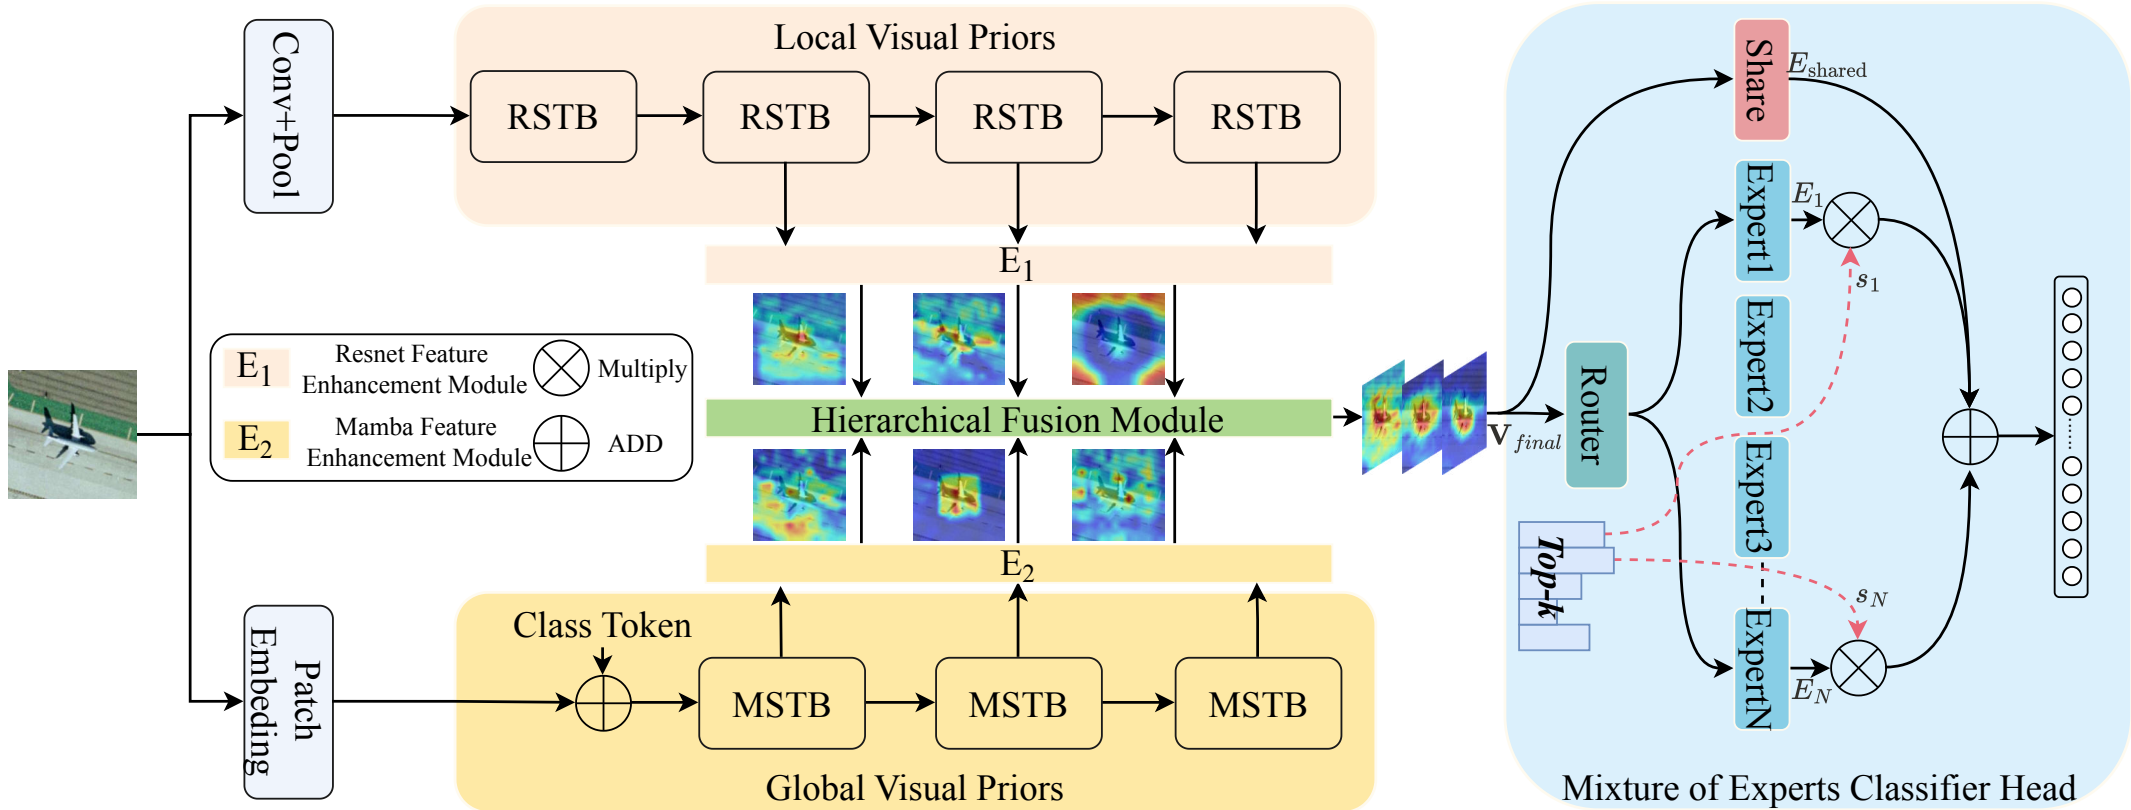 Local Visual Priors
Conv+Pool
RSTB
RSTB
RSTB
RSTB
E1
E1
Resnet Feature
Enhancement Module
Multiply
E2
Mamba Feature
Enhancement Module
ADD
Hierarchical Fusion Module
E2
Patch
Embeding
Class Token
MSTB
MSTB
MSTB
Global Visual Priors
Vfinal
Router
Top-k
Share
Eshared
Expert1
E1
s1
Expert2
Expert3
sN
ExpertN
EN
Mixture of Experts Classifier Head